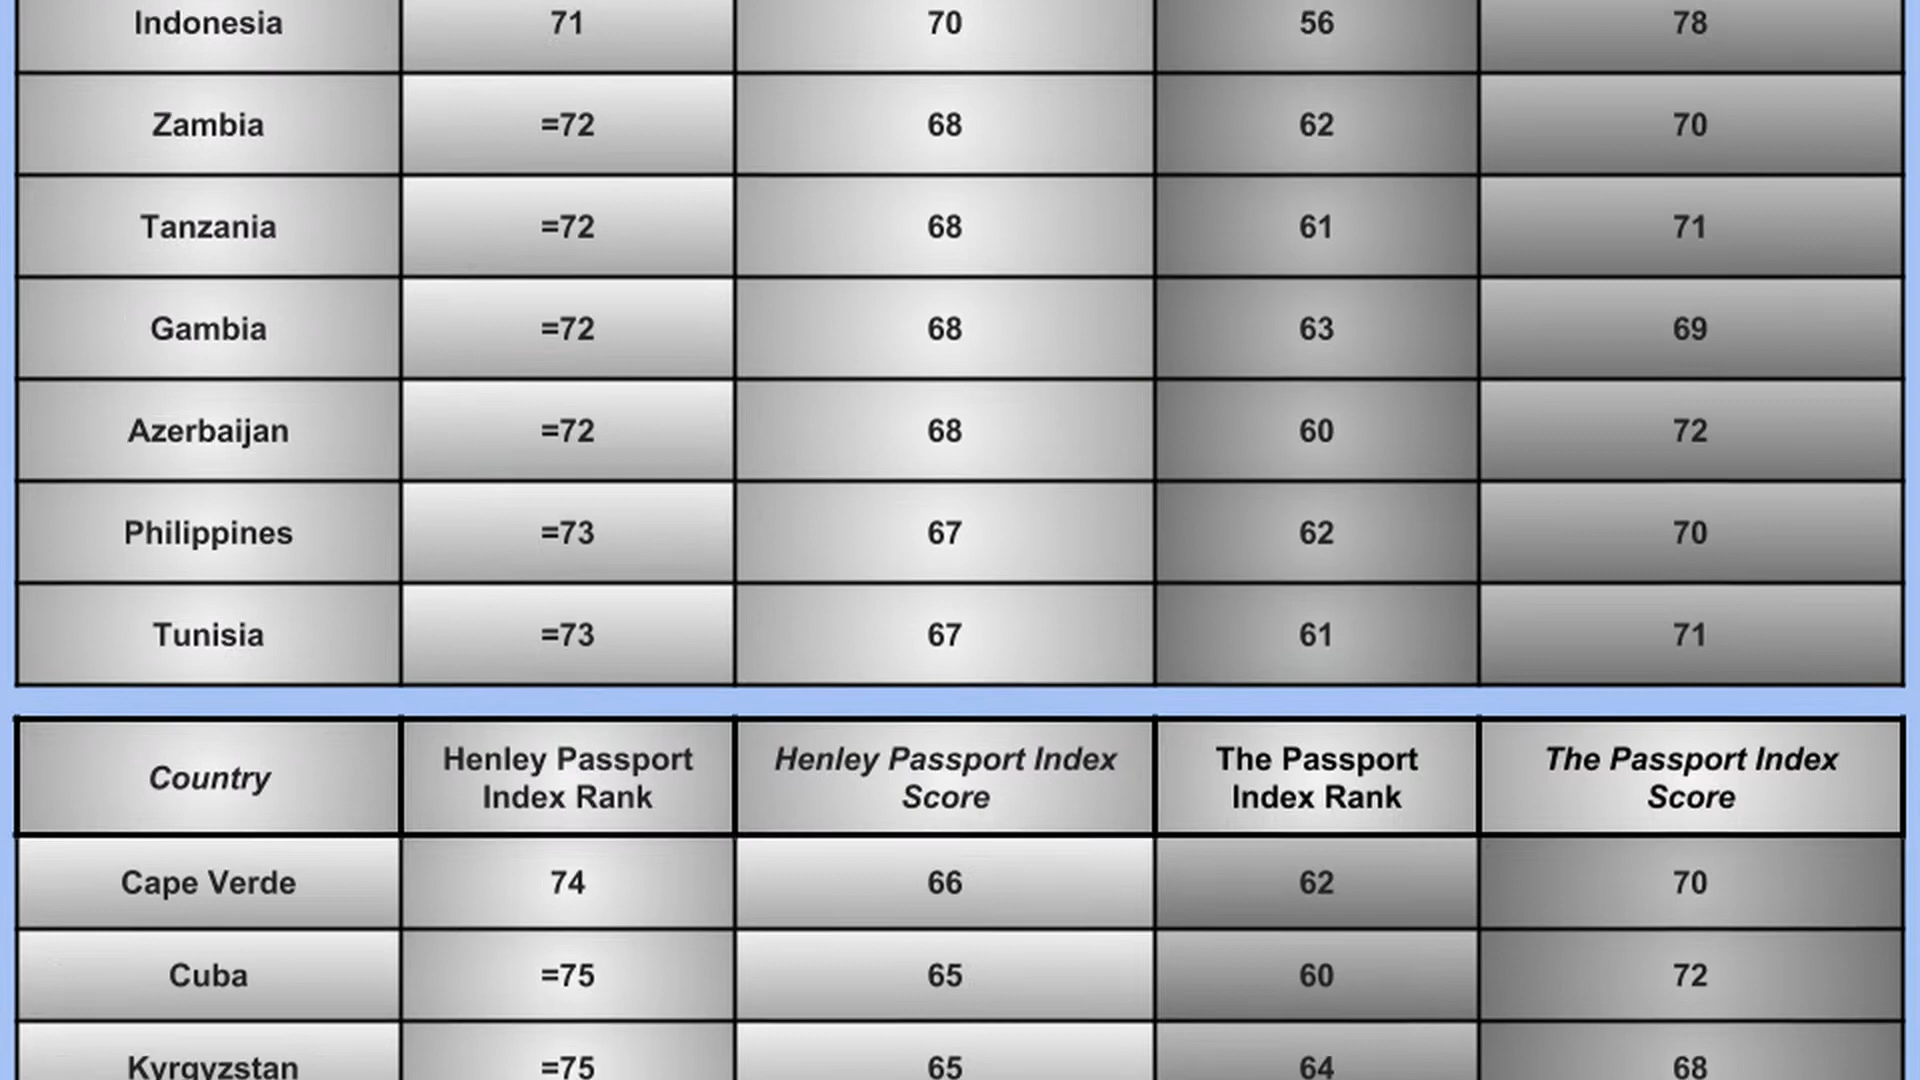 Indonesia 71 70 56 78
Zambia =72 68 62 70
Tanzania =72 68 61 71
Gambia =72 68 63 69
Azerbaijan =72 68 60 72
Philippines =73 67 62 70
Tunisia =73 67 61 71
Country
Henley Passport
Index Rank
Henley Passport Index
Score
The Passport
Index Rank
The Passport Index
Score
Cape Verde 74 66 62 70
Cuba =75 65 60 72
Kyrgyzstan =75 65 64 68